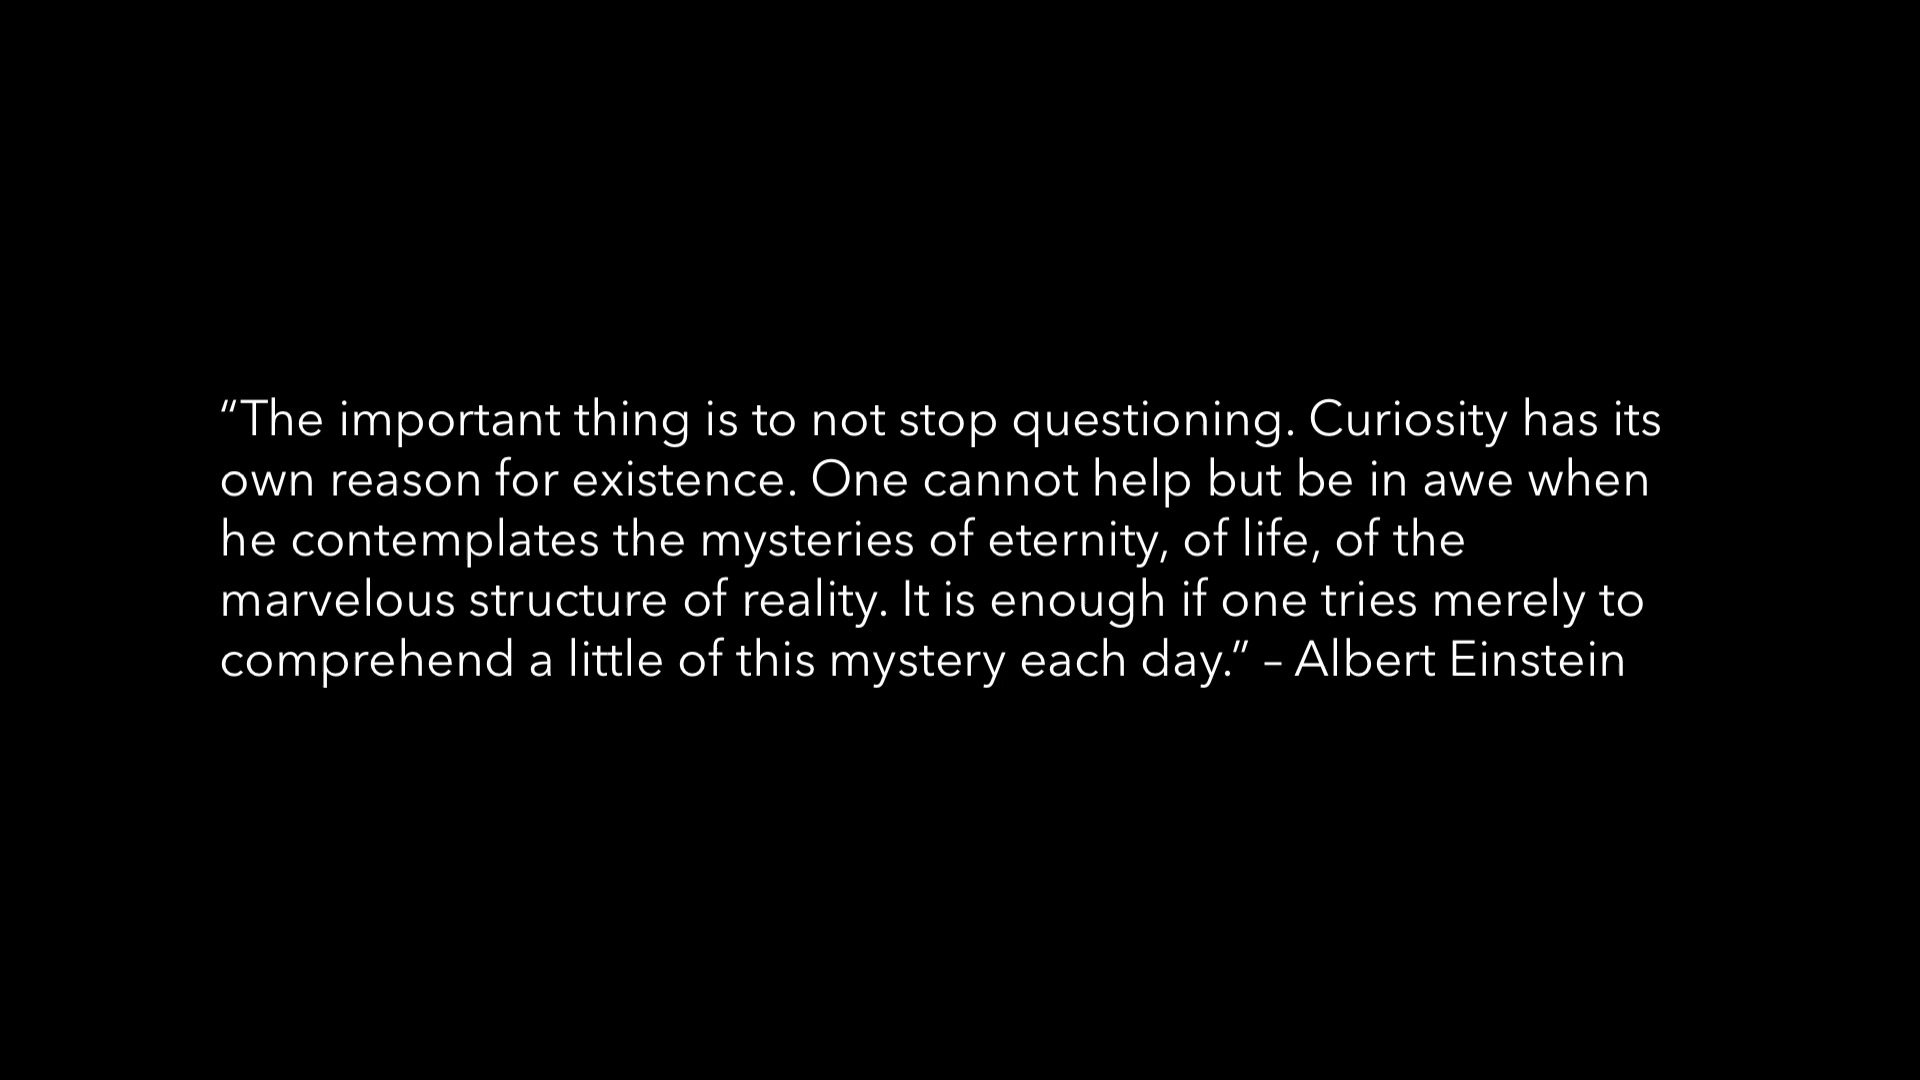 “The important thing is to not stop questioning. Curiosity has its
own reason for existence. One cannot help but be in awe when
he contemplates the mysteries of eternity, of life, of the
marvelous structure of reality. It is enough if one tries merely to
comprehend a little of this mystery each day.” – Albert Einstein